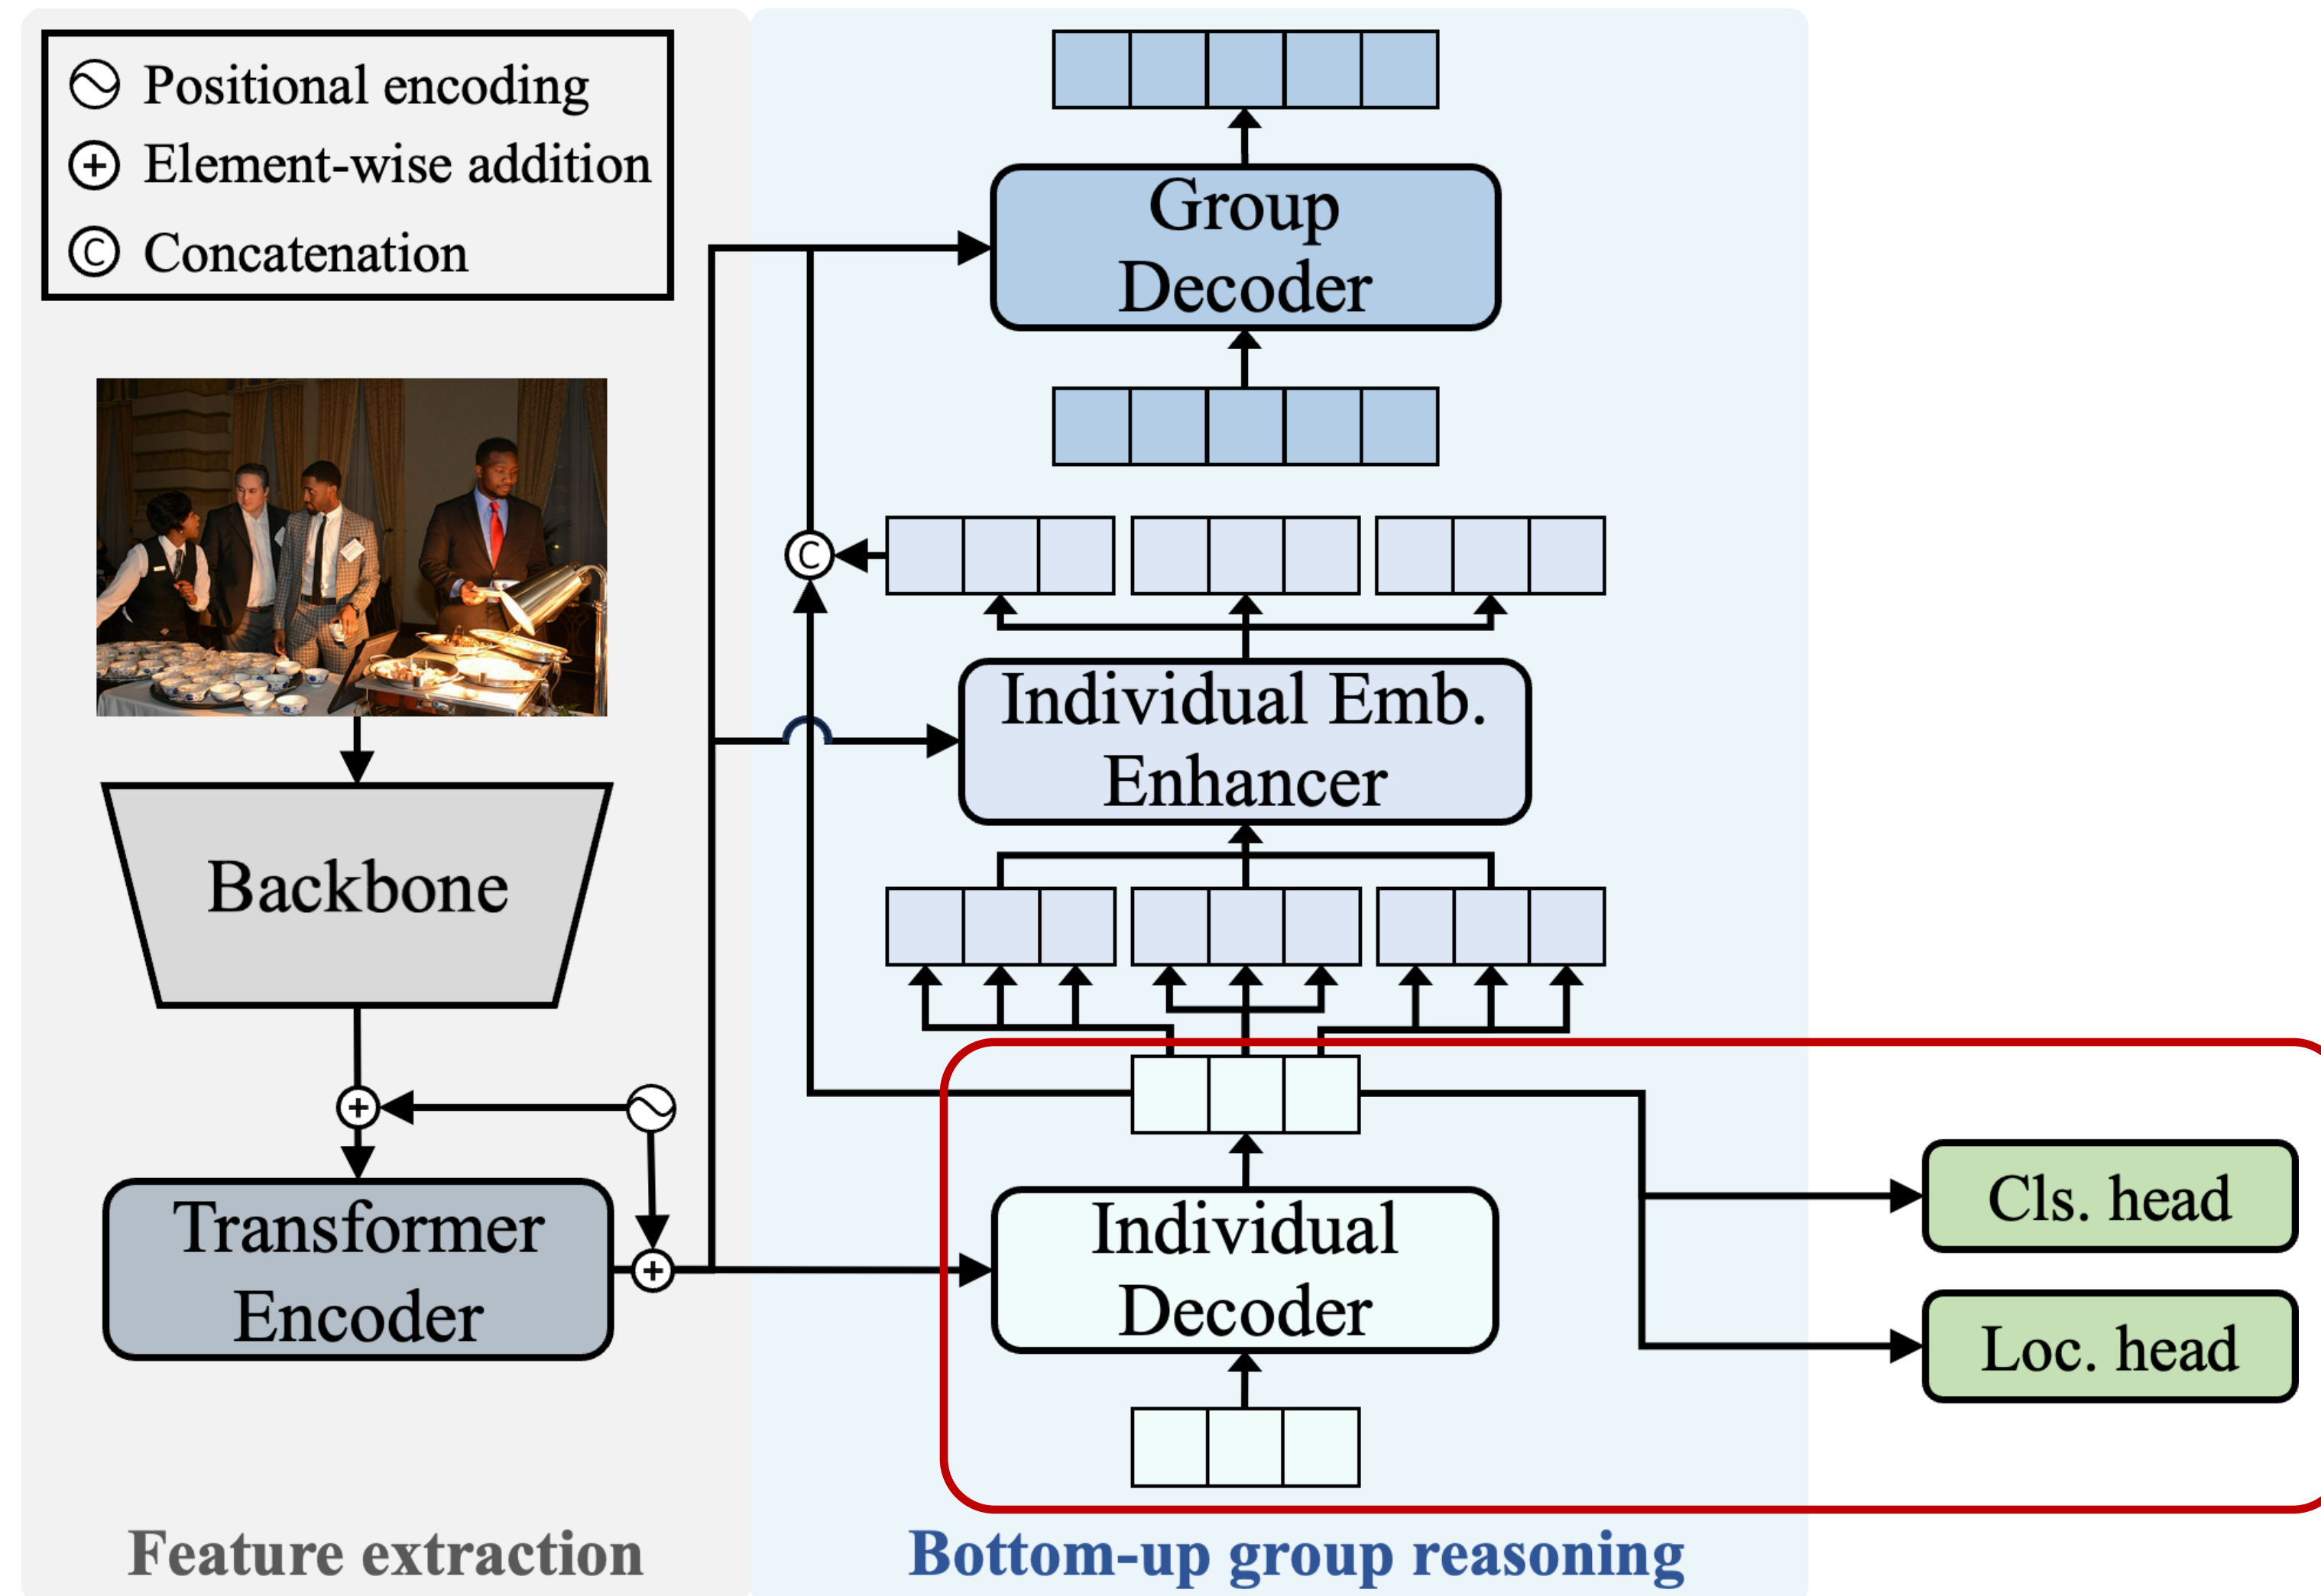 Positional encoding
+ Element-wise addition
C Concatenation
Backbone
+
Transformer
Encoder
+
Feature extraction
Group
Decoder
C
Individual Emb.
Enhancer
Individual
Decoder
Bottom-up group reasoning
Cls. head
Loc. head